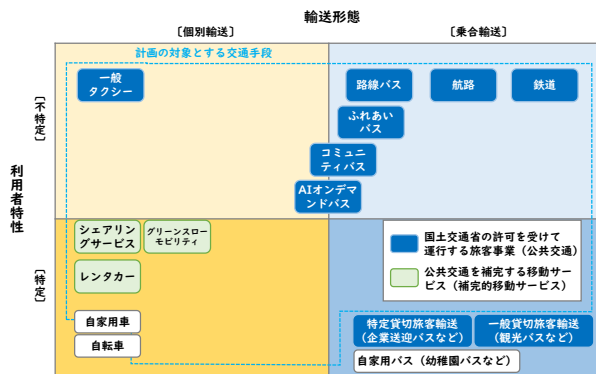 輸送形態
〔個別輸送〕
〔乗合輸送〕
計画の対象とする交通手段
一般
タクシー
路線バス
航路
鉄道
ふれあい
バス
コミュニ
ティバス
AIオンデマ
ンドバス
利用者特性
〔不特定〕
〔特定〕
シェアリン
グサービス
グリーンスロー
モビリティ
レンタカー
自家用車
自転車
国土交通省の許可を受けて
運行する旅客事業（公共交通）
公共交通を補完する移動サー
ビス（補完的移動サービス）
特定貸切旅客輸送
（企業送迎バスなど）
一般貸切旅客輸送
（観光バスなど）
自家用バス（幼稚園バスなど）